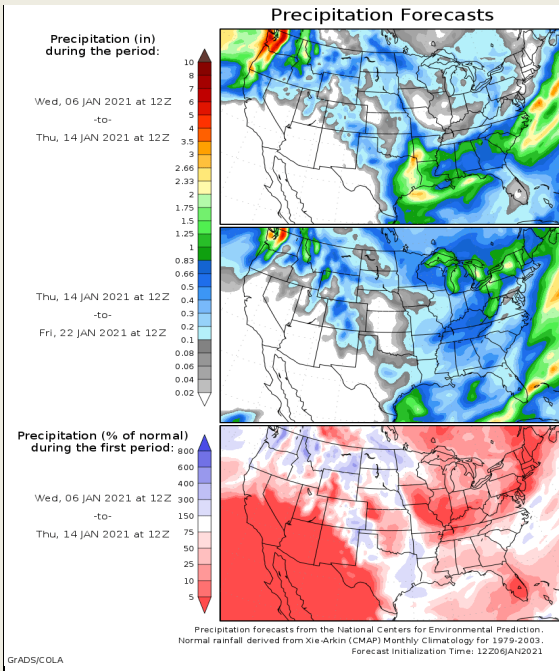 Precipitation Forecasts
Precipitation (in)
during the period:
Wed, 06 JAN 2021 at 12Z
-to-
Thu, 14 JAN 2021 at 12Z
10
8
7
6
5
4
3.5
3
2.66
2.33
2
1.75
1.5
1.25
1
0.83
0.66
0.5
0.4
0.3
0.2
0.1
0.08
0.06
0.04
0.02
Thu, 14 JAN 2021 at 12Z
-to-
Fri, 22 JAN 2021 at 12Z
Precipitation (% of normal)
during the first period:
Wed, 06 JAN 2021 at 12Z
-to-
Thu, 14 JAN 2021 at 12Z
800
600
400
300
150
75
50
25
10
5
Precipitation forecasts from the National Centers for Environmental Prediction.
Normal rainfall derived from Xie-Arkin (CMAP) Monthly Climatology for 1979-2003.
Forecast Initialization Time: 12Z06JAN2021
GrADS/COLA